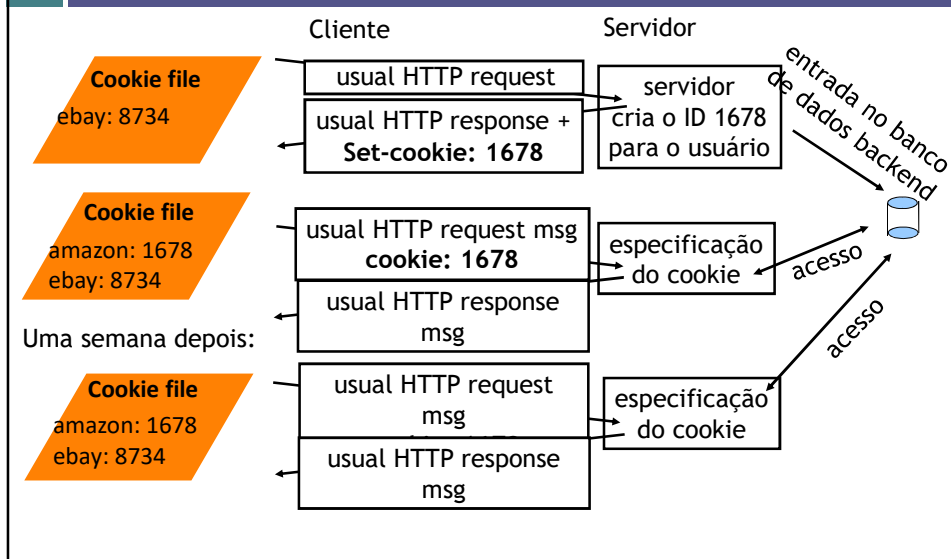 Cliente
Servidor
Cookie file
ebay: 8734
usual HTTP request
usual HTTP response +
Set-cookie: 1678
servidor
cria o ID 1678
para o usuário
entrada no banco
de dados backend
Cookie file
amazon: 1678
ebay: 8734
usual HTTP request msg
cookie: 1678
usual HTTP response
msg
especificação
do cookie
acesso
acesso
Uma semana depois:
Cookie file
amazon: 1678
ebay: 8734
usual HTTP request
msg
usual HTTP response
msg
especificação
do cookie